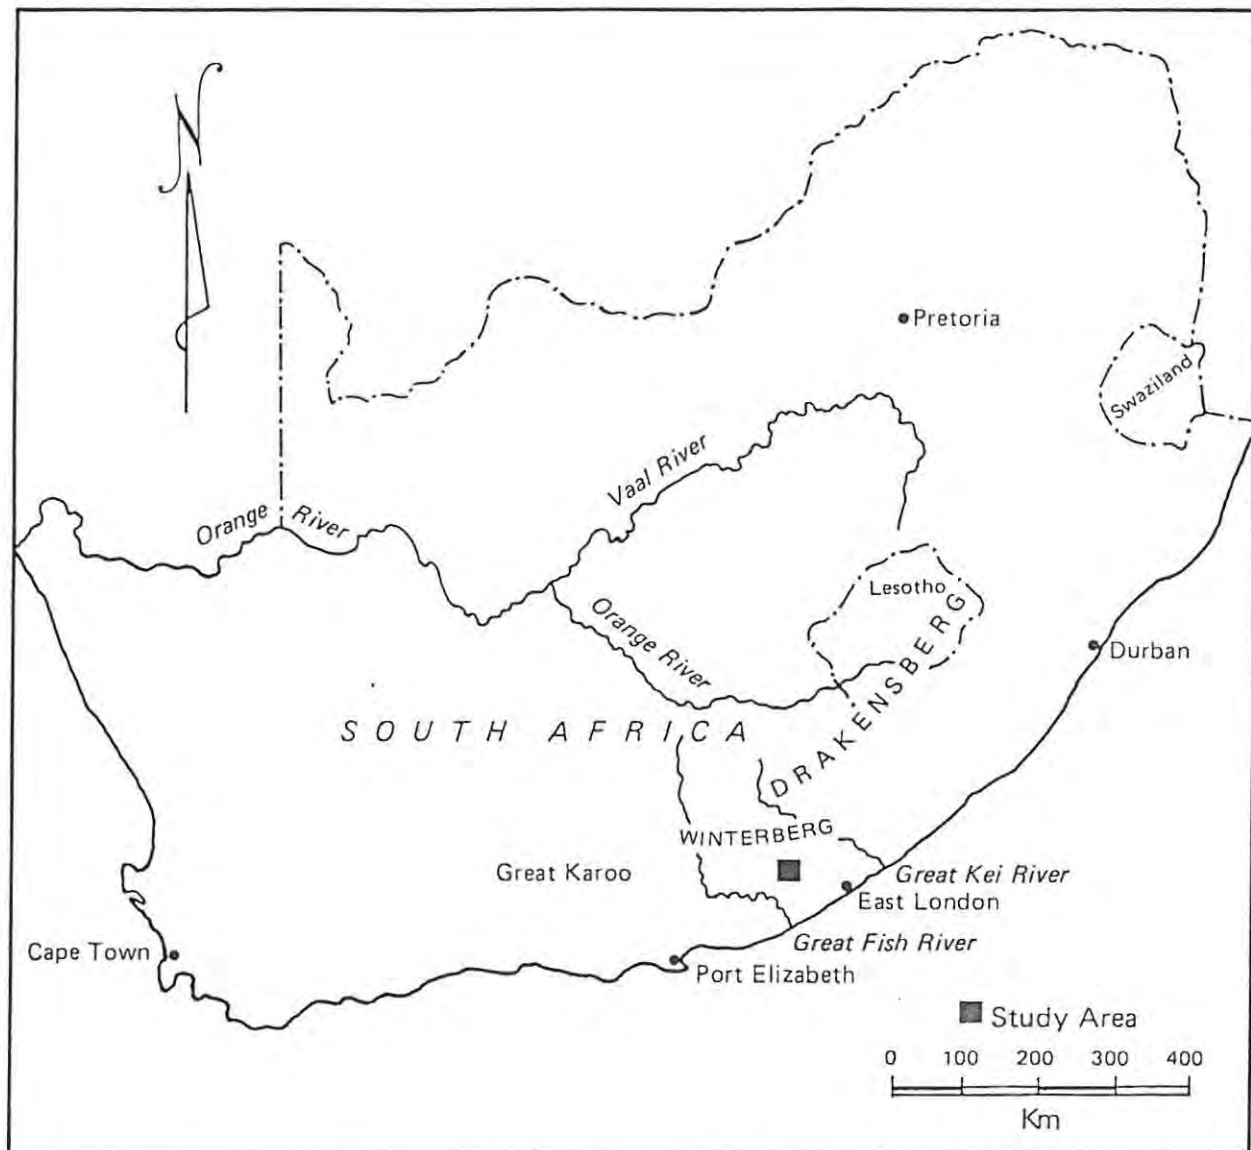 N
Pretoria
Swaziland
Vaal River
Orange River
Lesotho
Orange River
Durban
SOUTH AFRICA
DRAKENSBERG
WINTERBERG
Great Karoo
Great Kei River
East London
Great Fish River
Cape Town
Port Elizabeth
Study Area
0 100 200 300 400
Km